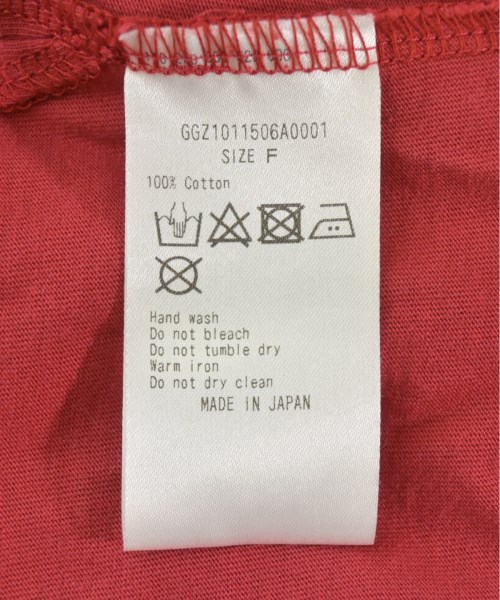 GGZ1011506A0001
SIZE F
100% Cotton
Hand wash
Do not bleach
Do not tumble dry
Warm iron
Do not dry clean
MADE IN JAPAN